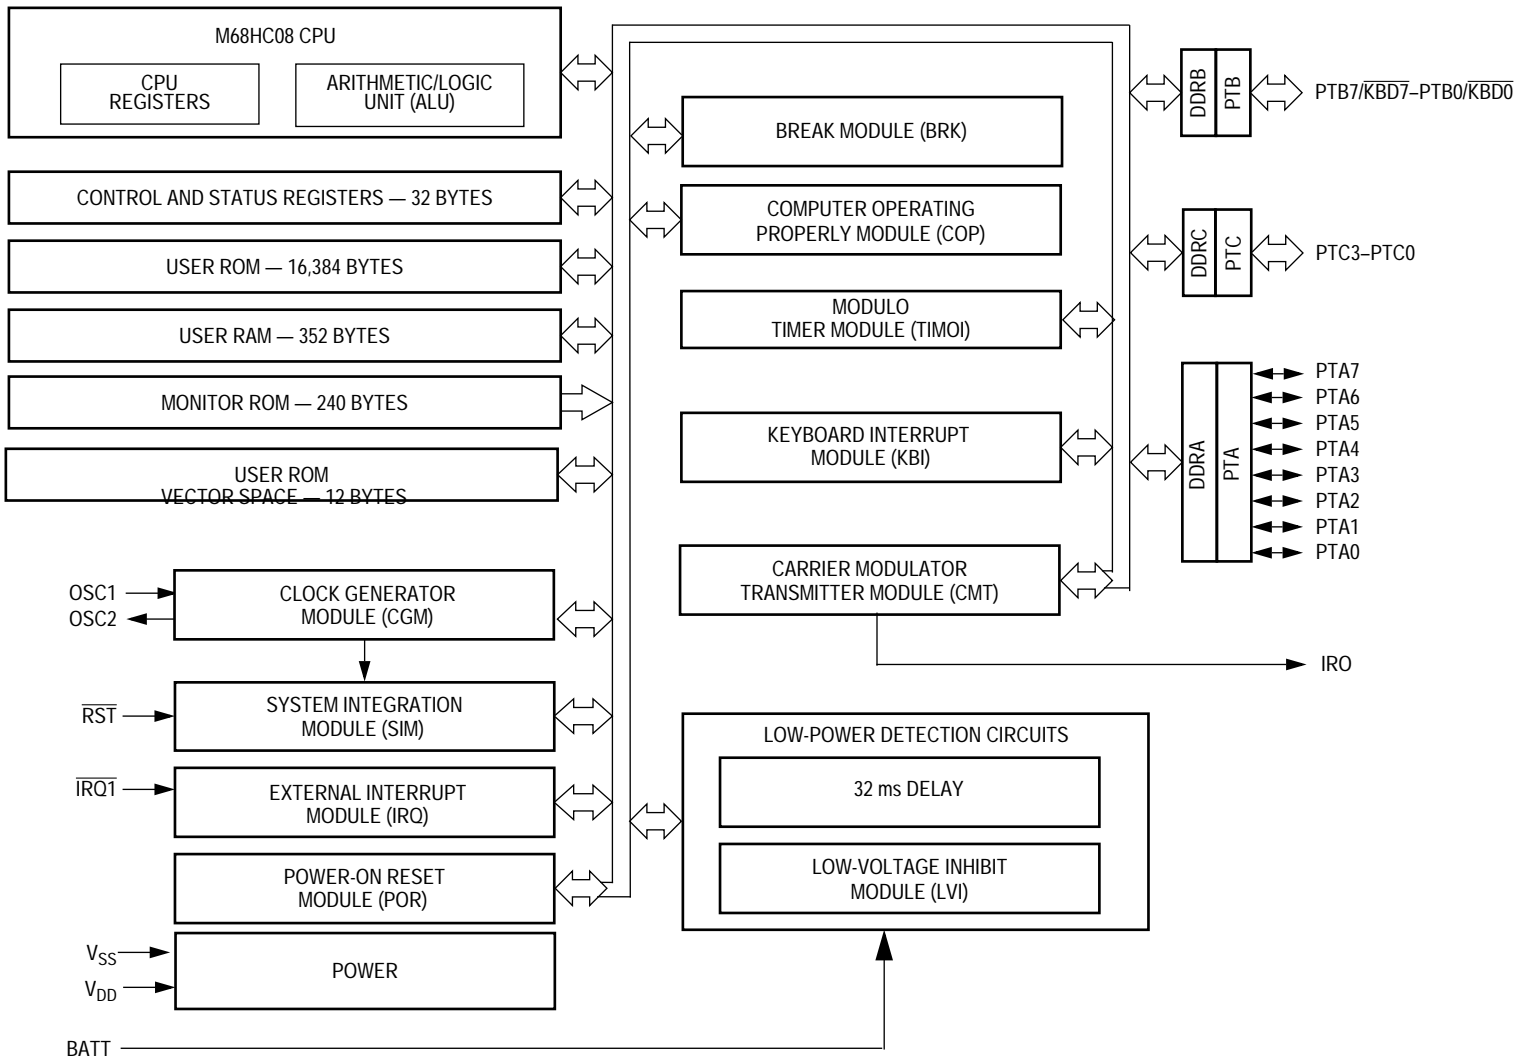 M68HC08 CPU
CPU
REGISTERS
ARITHMETIC/LOGIC
UNIT (ALU)
CONTROL AND STATUS REGISTERS — 32 BYTES
USER ROM — 16,384 BYTES
USER RAM — 352 BYTES
MONITOR ROM — 240 BYTES
USER ROM
VECTOR SPACE — 12 BYTES
OSC1
OSC2
CLOCK GENERATOR
MODULE (CGM)
R̅S̅T̅
SYSTEM INTEGRATION
MODULE (SIM)
I̅R̅Q̅1̅
EXTERNAL INTERRUPT
MODULE (IRQ)
POWER-ON RESET
MODULE (POR)
VSS
VDD
POWER
BATT
BREAK MODULE (BRK)
COMPUTER OPERATING
PROPERLY MODULE (COP)
MODULO
TIMER MODULE (TIMOI)
KEYBOARD INTERRUPT
MODULE (KBI)
CARRIER MODULATOR
TRANSMITTER MODULE (CMT)
IRO
LOW-POWER DETECTION CIRCUITS
32 ms DELAY
LOW-VOLTAGE INHIBIT
MODULE (LVI)
DDRB
PTB
PTB7/K̅B̅D̅7̅–PTB0/K̅B̅D̅0̅
DDRC
PTC
PTC3–PTC0
DDRA
PTA
PTA7
PTA6
PTA5
PTA4
PTA3
PTA2
PTA1
PTA0